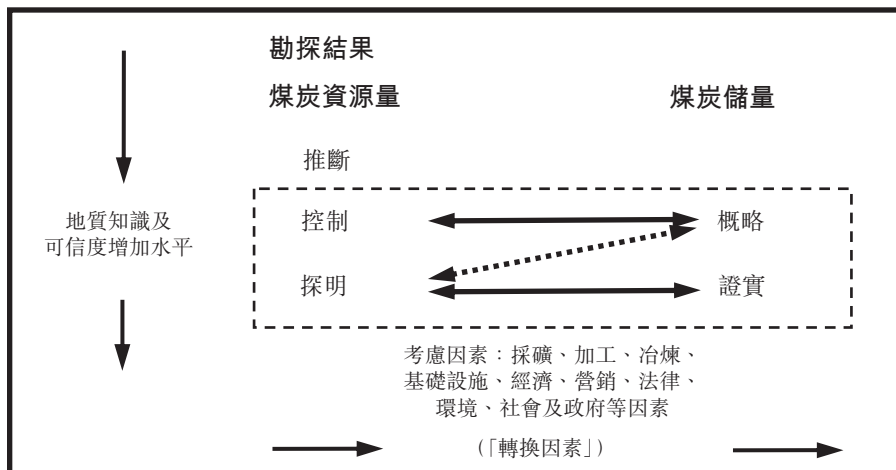 勘探結果
煤炭資源量
煤炭儲量
推斷
地質知識及
可信度增加水平
控制
概略
探明
證實
考慮因素：採礦、加工、冶煉、
基礎設施、經濟、營銷、法律、
環境、社會及政府等因素
（「轉換因素」）